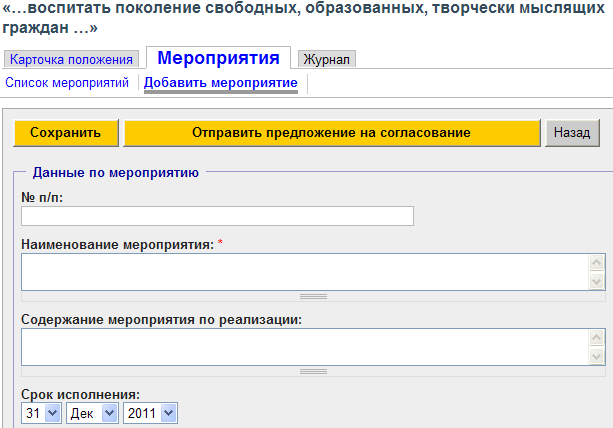 «…воспитать поколение свободных, образованных, творчески мыслящих
граждан …»
Карточка положения Мероприятия Журнал
Список мероприятий Добавить мероприятие
Сохранить Отправить предложение на согласование Назад
Данные по мероприятию
№ п/п:
Наименование мероприятия: *
Содержание мероприятия по реализации:
Срок исполнения:
31 Дек 2011